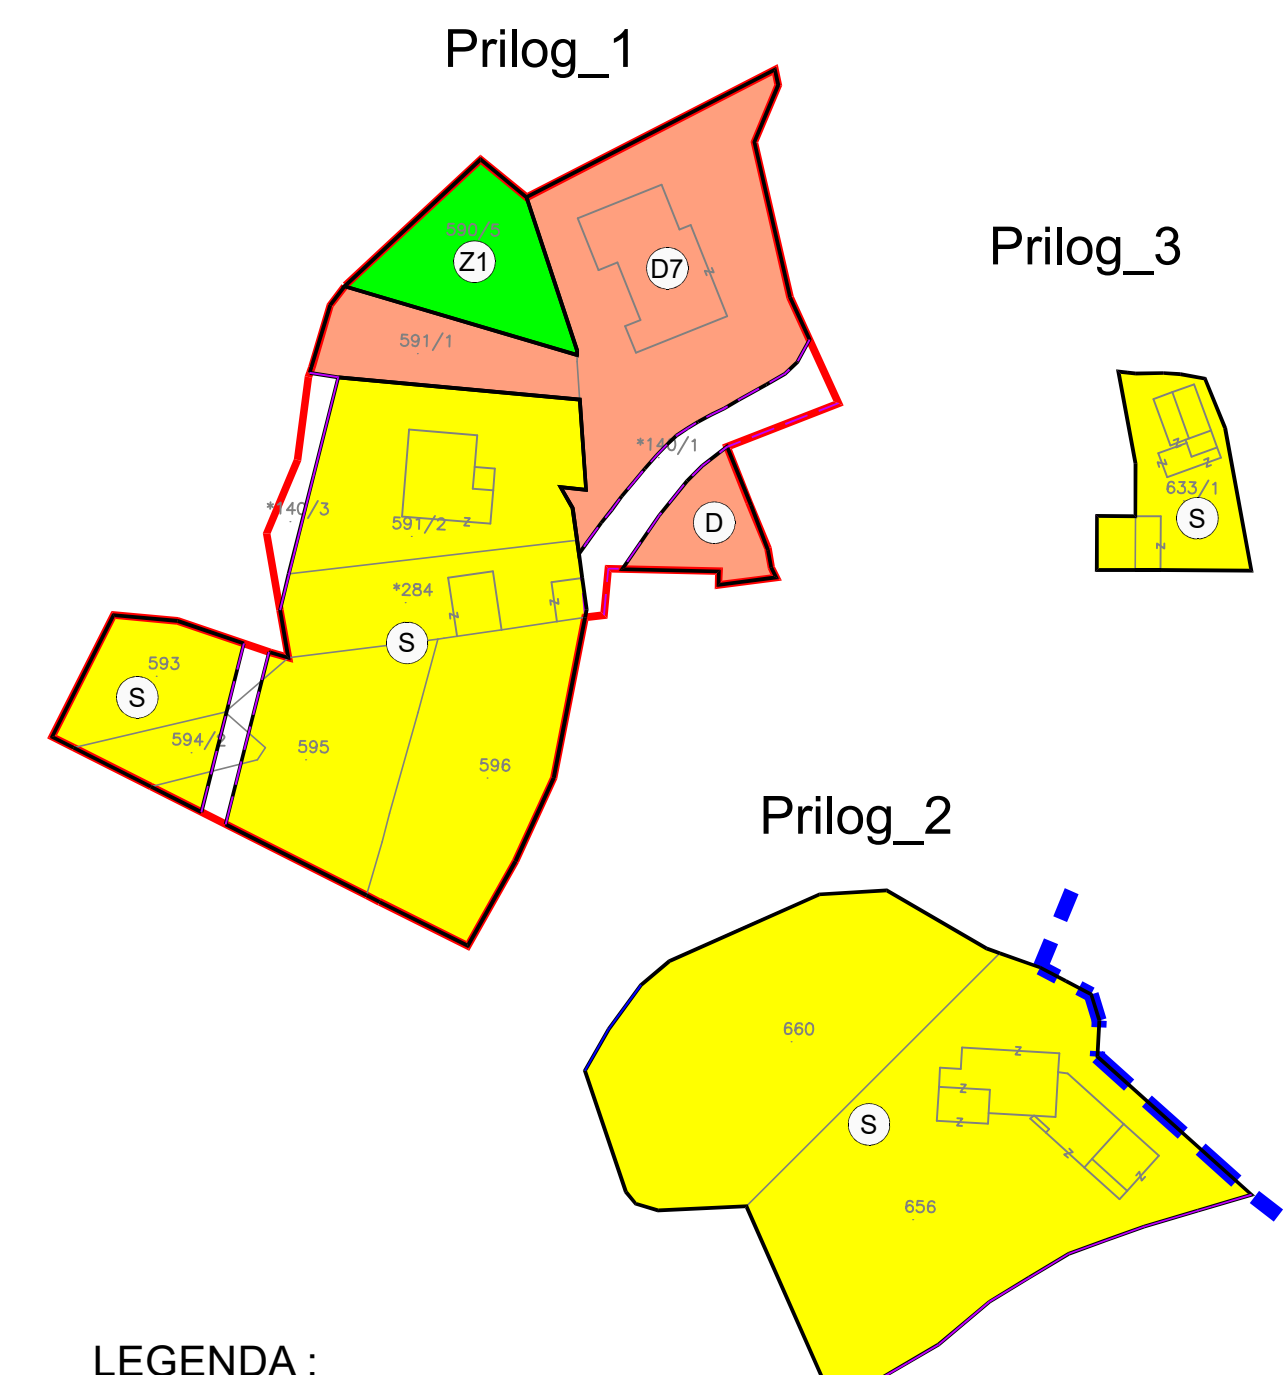 Prilog_1
590/5
Z1
D7
591/1
*140/1
*140/3
591/2
z
z
D
*284
z
z
S
593
S
594/2
595
596
Prilog_3
z
z
z
633/1
S
z
Prilog_2
660
z
z
z
S
z
z
656
LEGENDA :